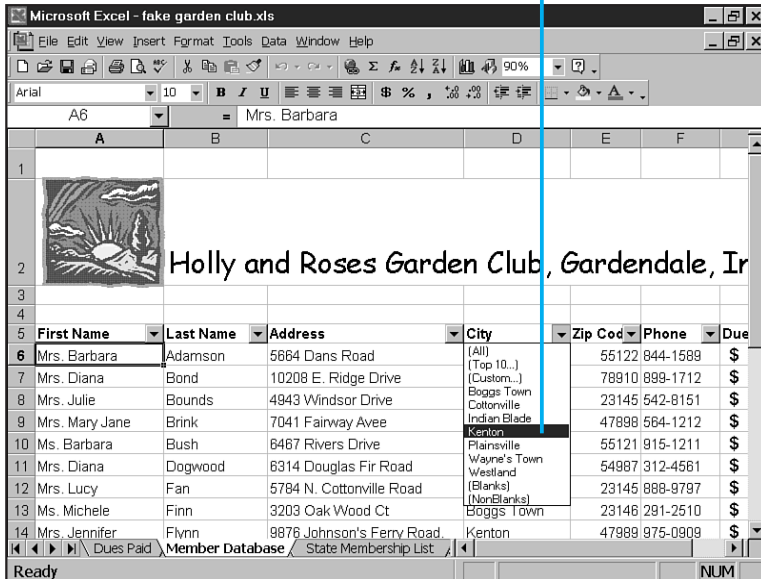 Microsoft Excel - fake garden club.xls
File Edit View Insert Format Tools Data Window Help
90%
Arial 10 B I U $ % ,
A6 = Mrs. Barbara
A B C D E F
1
2 Holly and Roses Garden Club, Gardendale, Ir
3
4
5 First Name Last Name Address City Zip Cod Phone Due
6 Mrs. Barbara Adamson 5664 Dans Road (All) 55122 844-1589 $
(Top 10...)
7 Mrs. Diana Bond 10208 E. Ridge Drive (Custom...) 78910 899-1712 $
Boggs Town
8 Mrs. Julie Bounds 4943 Windsor Drive Cottonville 23145 542-8151 $
9 Mrs. Mary Jane Brink 7041 Fairway Avee Indian Blade 47898 564-1212 $
Kenton
10 Ms. Barbara Bush 6467 Rivers Drive Plainsville 55121 915-1211 $
Wayne's Town
11 Mrs. Diana Dogwood 6314 Douglas Fir Road Westland 54987 312-4561 $
12 Mrs. Lucy Fan 5784 N. Cottonville Road (Blanks) 23145 888-9797 $
(NonBlanks)
13 Ms. Michele Finn 3203 Oak Wood Ct Boggs Town 23146 291-2510 $
14 Mrs. Jennifer Flynn 9876 Johnson's Ferry Road. Kenton 47989 975-0909 $
Dues Paid Member Database State Membership List
Ready NUM